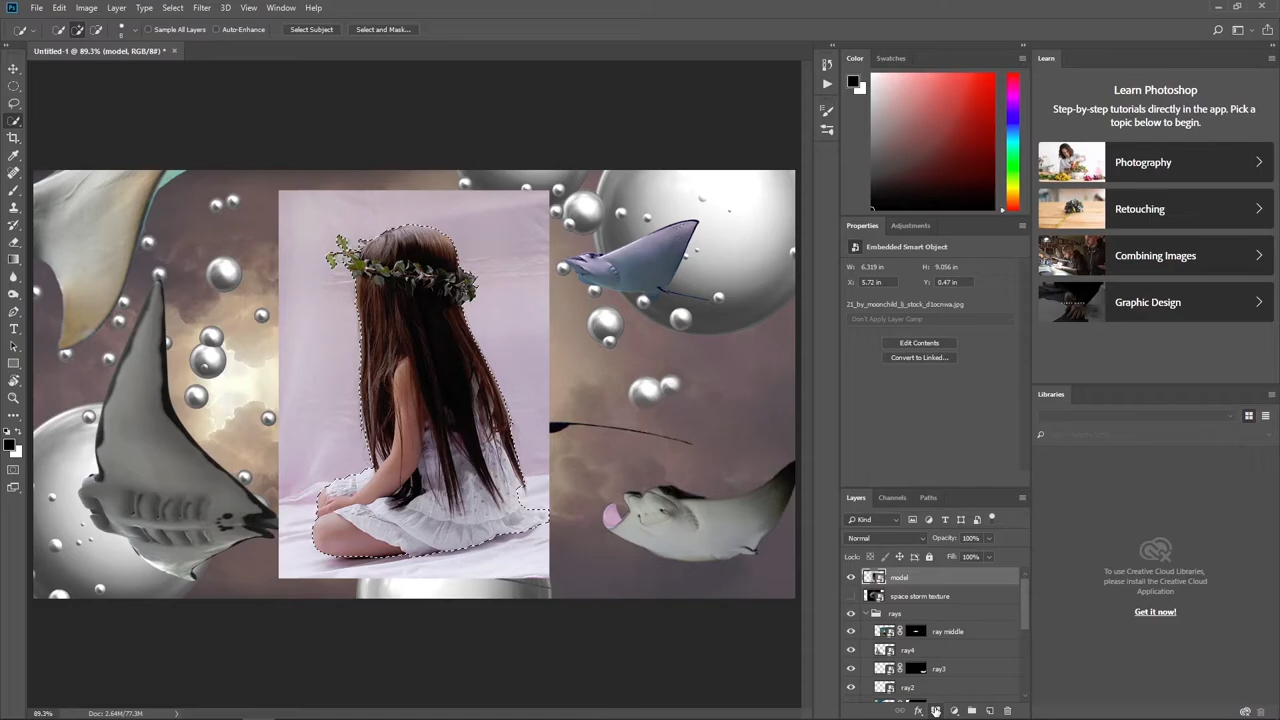 Ps File Edit Image Layer Type Select Filter 3D View Window Help
8 Sample All Layers Auto-Enhance Select Subject Select and Mask...
Untitled-1 @ 89.3% (model, RGB/8#) * ×
Color Swatches
Learn
Learn Photoshop
Step-by-step tutorials directly in the app. Pick a
topic below to begin.
Photography
Retouching
Combining Images
Graphic Design
Properties Adjustments
Embedded Smart Object
W: 6.319 in H: 9.056 in
X: 5.72 in Y: 0.47 in
21_by_moonchild_lj_stock_d1ocnwa.jpg
Don't Apply Layer Comp
Edit Contents
Convert to Linked...
Libraries
Layers Channels Paths
Kind
Normal Opacity: 100%
Lock: Fill: 100%
model
space storm texture
rays
ray middle
ray4
ray3
ray2
To use Creative Cloud Libraries,
please install the Creative Cloud
Application
Get it now!
89.3% Doc: 2.64M/77.3M